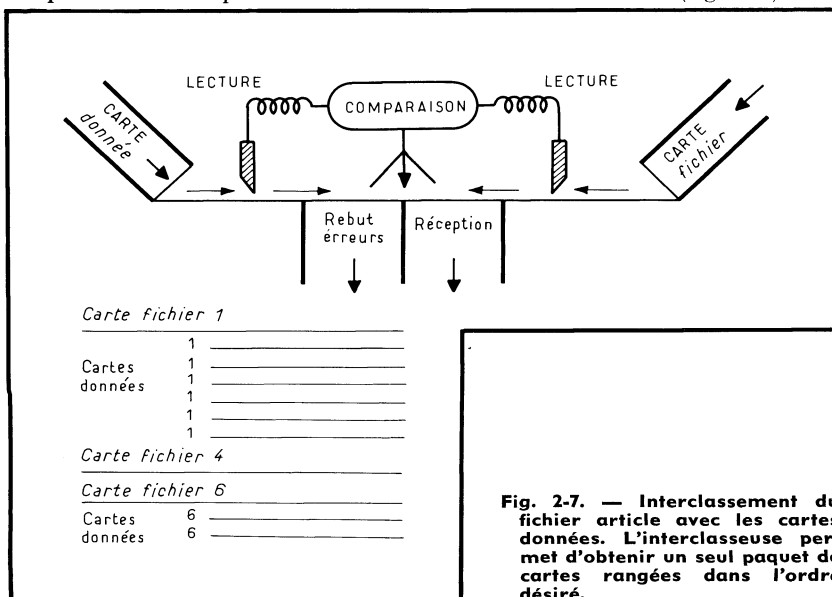 LECTURE
LECTURE
COMPARAISON
CARTE
donnée
CARTE
fichier
Rebut
érreurs
Réception
Carte fichier 1
1
1
Cartes
données
1
1
1
1
Carte fichier 4
Carte fichier 6
Cartes
données
6
6
Fig. 2-7. — Interclassement du
fichier article avec les cartes
données. L'interclasseuse per
met d'obtenir un seul paquet de
cartes rangées dans l'ordre
désiré.